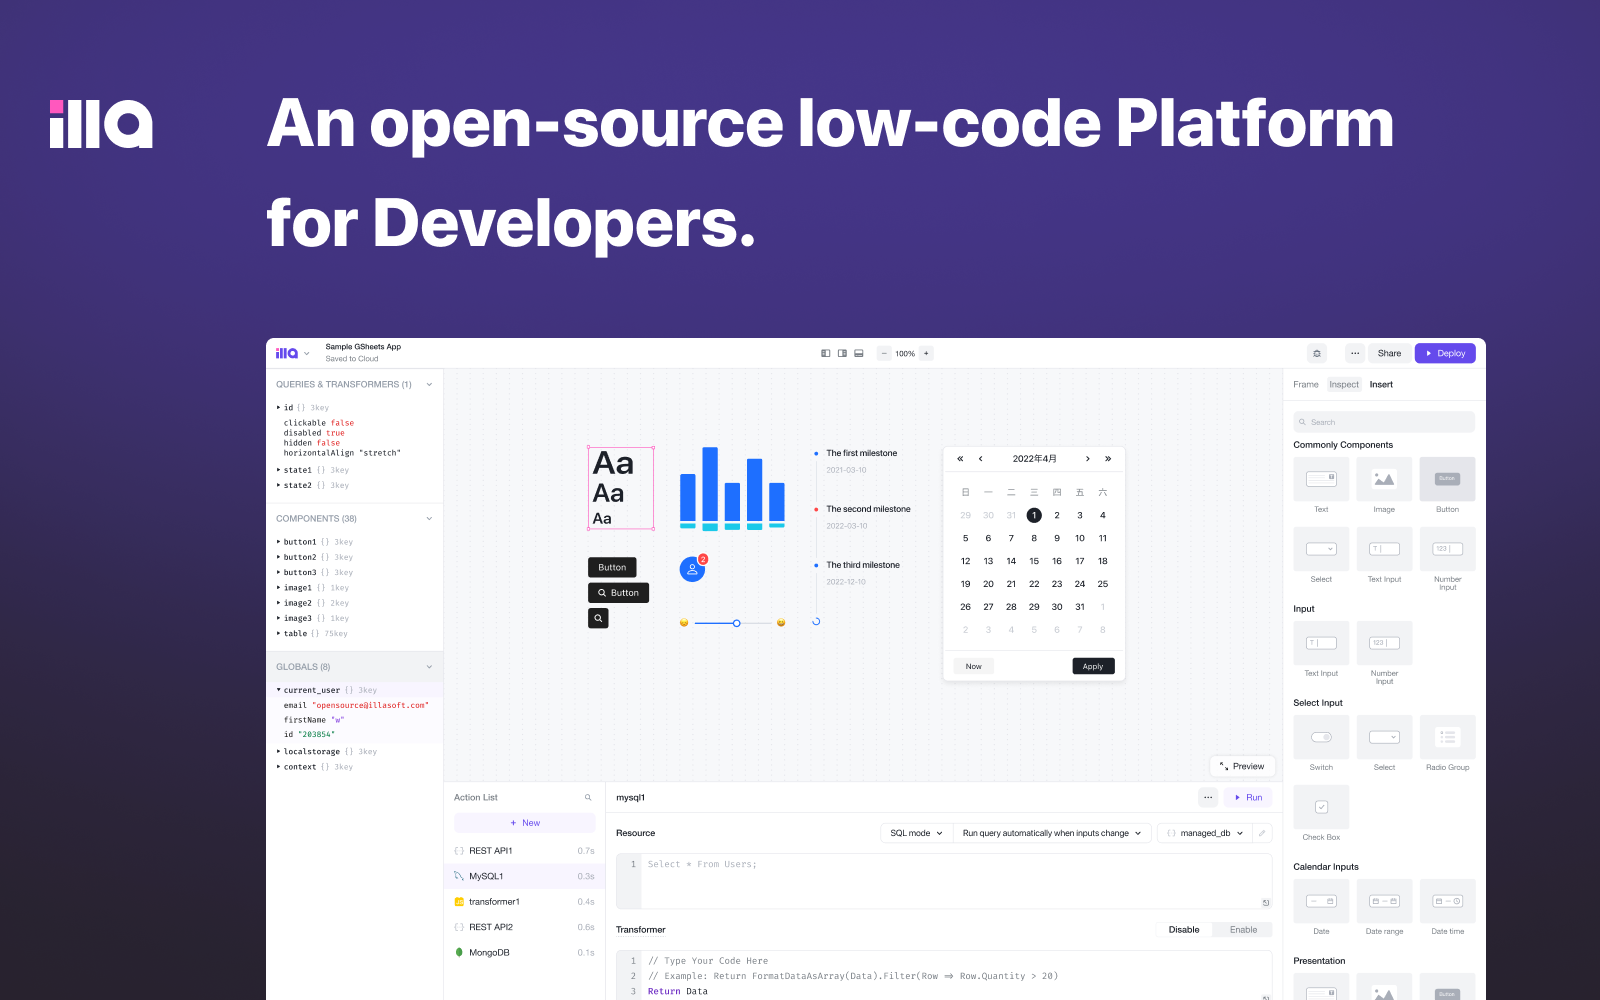 illa
An open-source low-code Platform
for Developers.
illa
Sample GSheets App
Saved to Cloud
100%
Share
Deploy
QUERIES & TRANSFORMERS (1)
id {} 3key
clickable false
disabled true
hidden false
horizontalAlign "stretch"
state1 {} 3key
state2 {} 3key
COMPONENTS (38)
button1 {} 3key
button2 {} 3key
button3 {} 3key
image1 {} 1key
image2 {} 2key
image3 {} 1key
table {} 75key
GLOBALS (8)
current_user {} 3key
email "opensource@illasoft.com"
firstName "w"
id "203854"
localstorage {} 3key
context {} 3key
Aa
Aa
Aa
Button
Button
2
The first milestone
2021-03-10
The second milestone
2022-03-10
The third milestone
2022-12-10
« ‹ 2022年4月 › »
日 一 二 三 四 五 六
29 30 31 1 2 3 4
5 6 7 8 9 10 11
12 13 14 15 16 17 18
19 20 21 22 23 24 25
26 27 28 29 30 31 1
2 3 4 5 6 7 8
Now
Apply
Preview
Action List
+ New
REST API1 0.7s
MySQL1 0.3s
JS transformer1 0.4s
REST API2 0.6s
MongoDB 0.1s
mysql1
Run
Resource
SQL mode
Run query automatically when inputs change
{} managed_db
1 Select * From Users;
Transformer
Disable
Enable
1 // Type Your Code Here
2 // Example: Return FormatDataAsArray(Data).Filter(Row => Row.Quantity > 20)
3 Return Data
Frame Inspect Insert
Search
Commonly Components
Button
Text Image Button
T 123
Select Text Input Number
Input
Input
T 123
Text Input Number
Input
Select Input
Switch Select Radio Group
Check Box
Calendar Inputs
Date Date range Date time
Presentation
Button